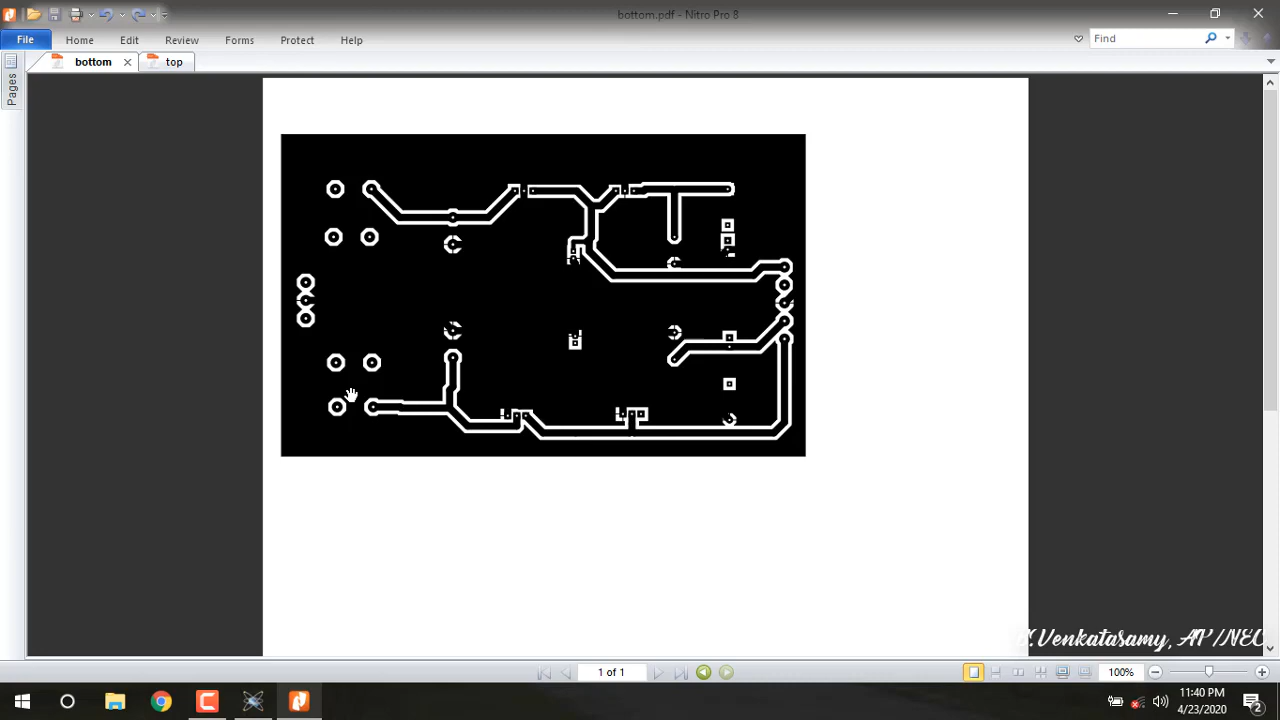 bottom.pdf - Nitro Pro 8
File Home Edit Review Forms Protect Help
Find
bottom top
Pages
.Venkatasamy, AP/NEC
1 of 1
100%
11:40 PM
4/23/2020
2